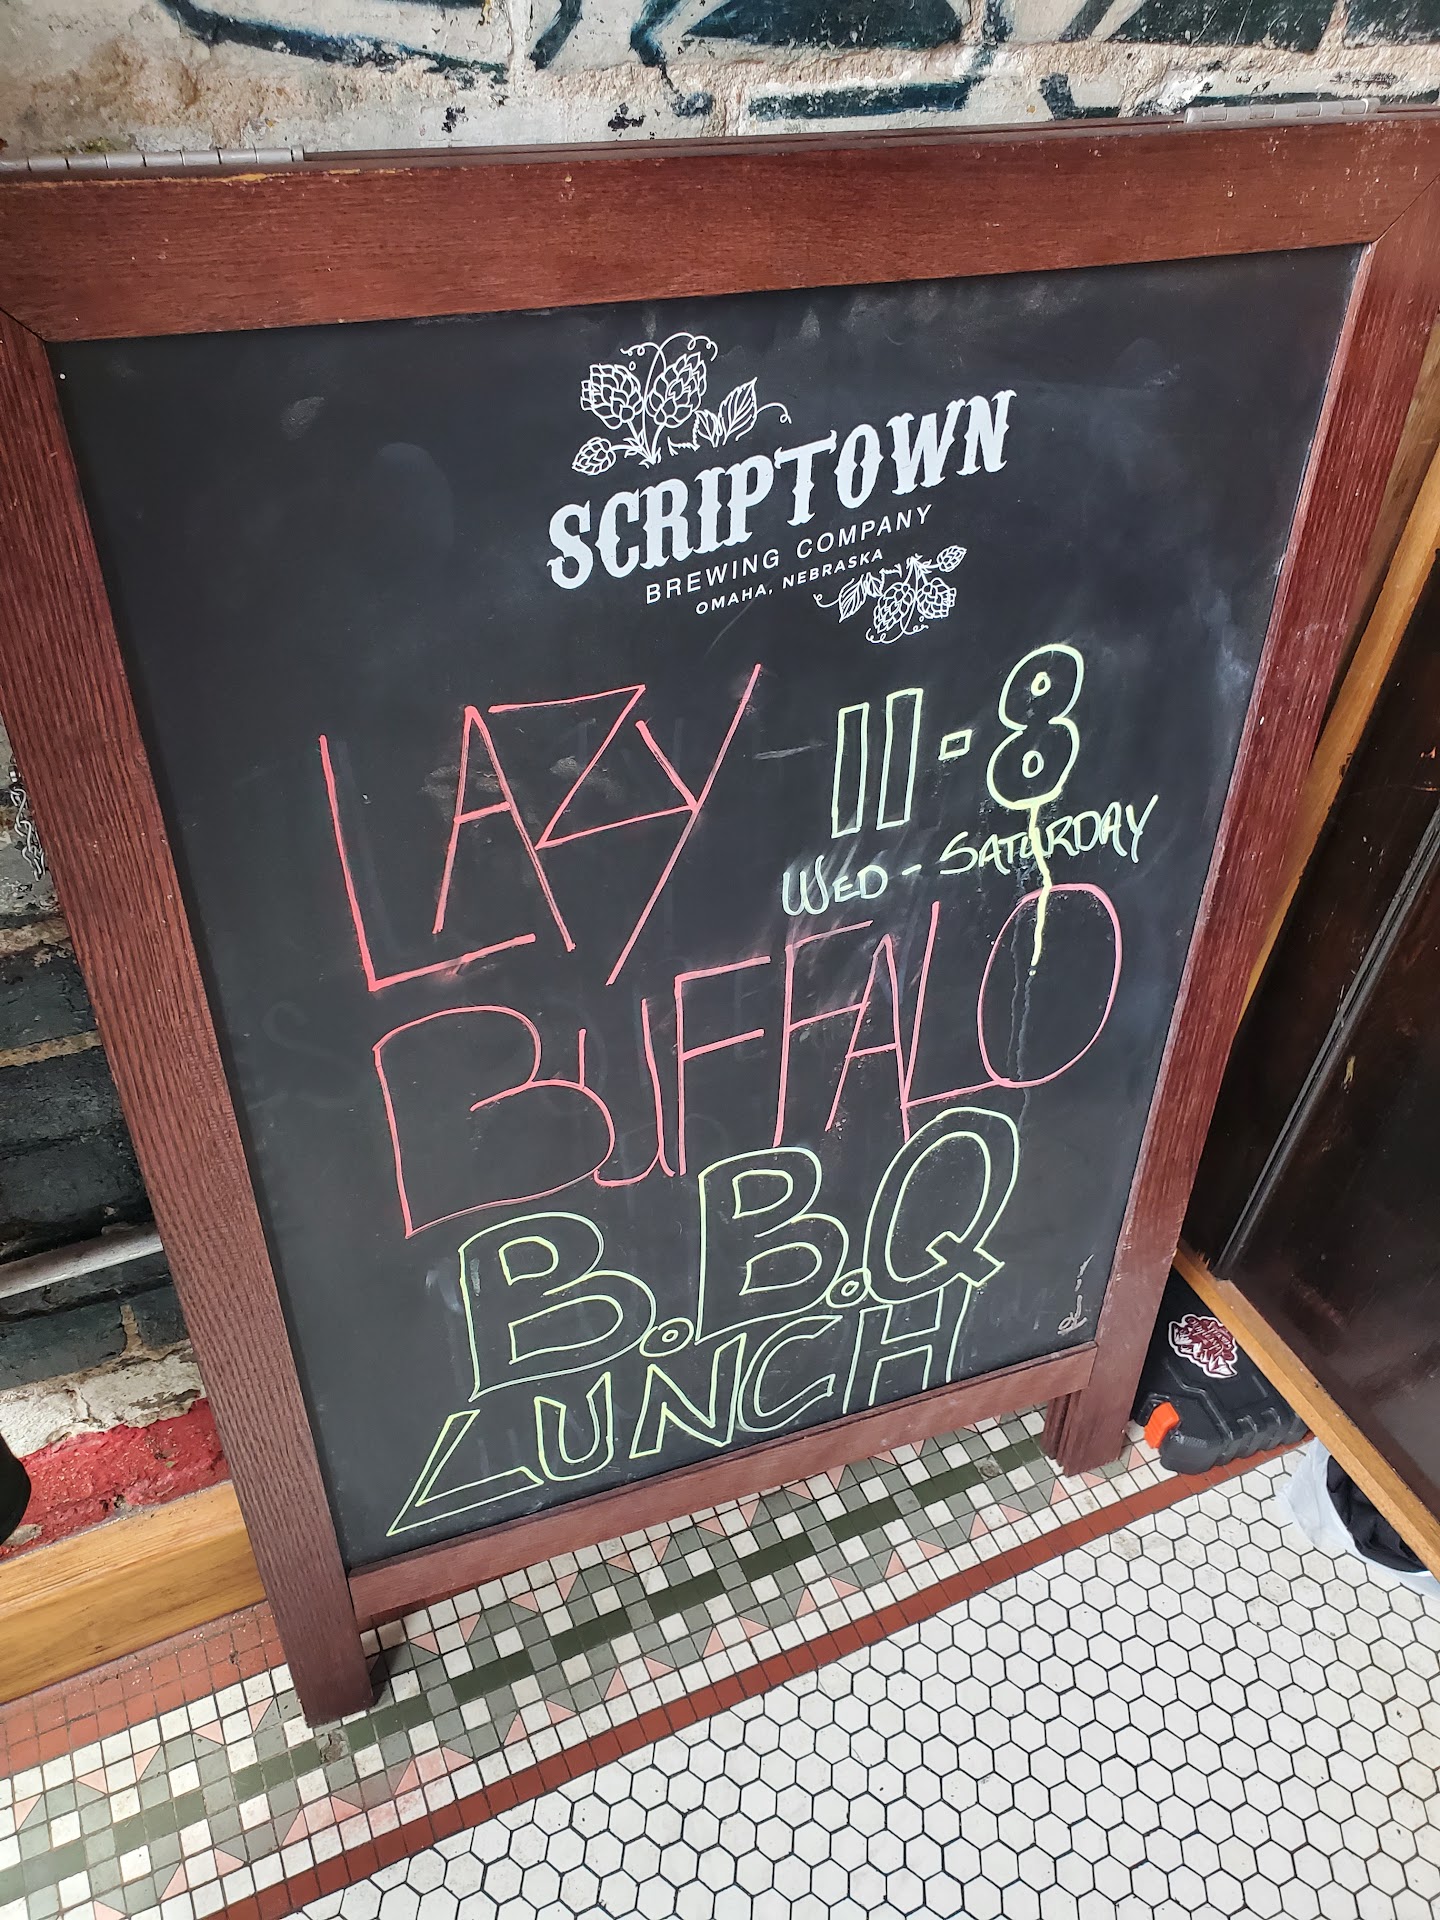 SCRIPTOWN
BREWING COMPANY
OMAHA, NEBRASKA
LAZY 11-8
WED - SATURDAY
BUFFALO
B.B.Q
LUNCH